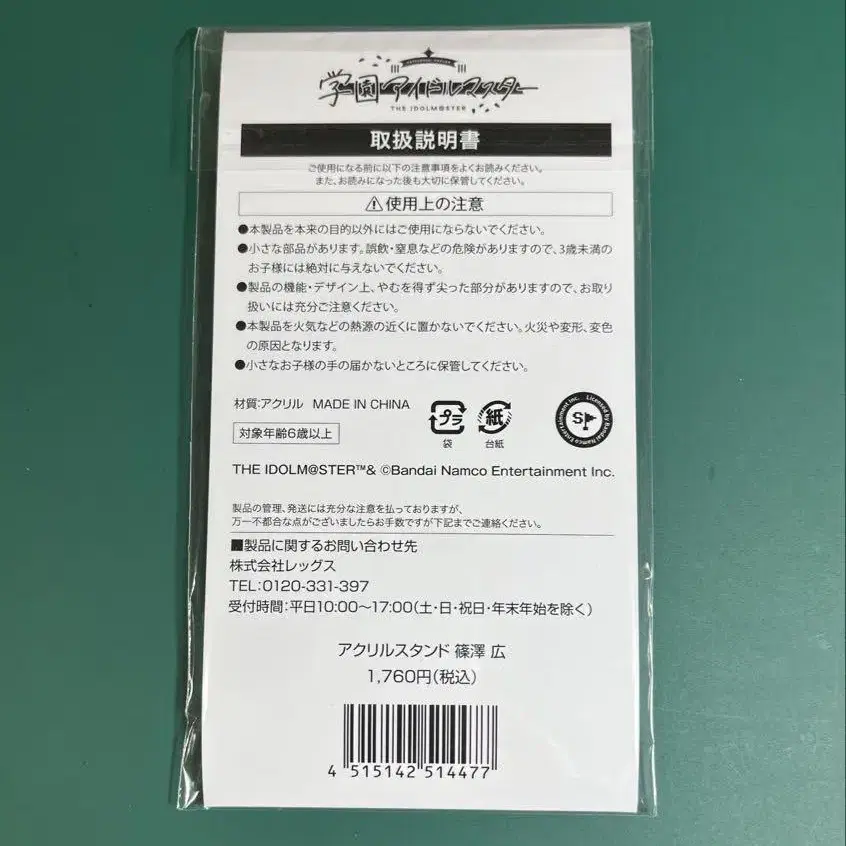 学園アイドルマスター
THE IDOLM@STER
取扱説明書
ご使用になる前に以下の注意事項をよくお読みください。
また、お読みになった後も大切に保管してください。
⚠使用上の注意
●本製品を本来の目的以外にはご使用にならないでください。
●小さな部品があります。誤飲・窒息などの危険がありますので、3歳未満の
お子様には絶対に与えないでください。
●製品の機能・デザイン上、やむを得ず尖った部分がありますので、お取り
扱いには充分ご注意ください。
●本製品を火気などの熱源の近くに置かないでください。火災や変形、変色
の原因となります。
●小さなお子様の手の届かないところに保管してください。
材質:アクリル MADE IN CHINA
対象年齢6歳以上
プラ
袋
紙
台紙
S
Licensed by Bandai Namco Entertainment Inc.
THE IDOLM@STER™& ©Bandai Namco Entertainment Inc.
製品の管理、発送には充分な注意を払っておりますが、
万一不都合な点がございましたらお手数ですが下記までご連絡ください。
■製品に関するお問い合わせ先
株式会社レッグス
TEL:0120-331-397
受付時間:平日10:00〜17:00(土・日・祝日・年末年始を除く)
アクリルスタンド 篠澤 広
1,760円(税込)
4 515142 514477